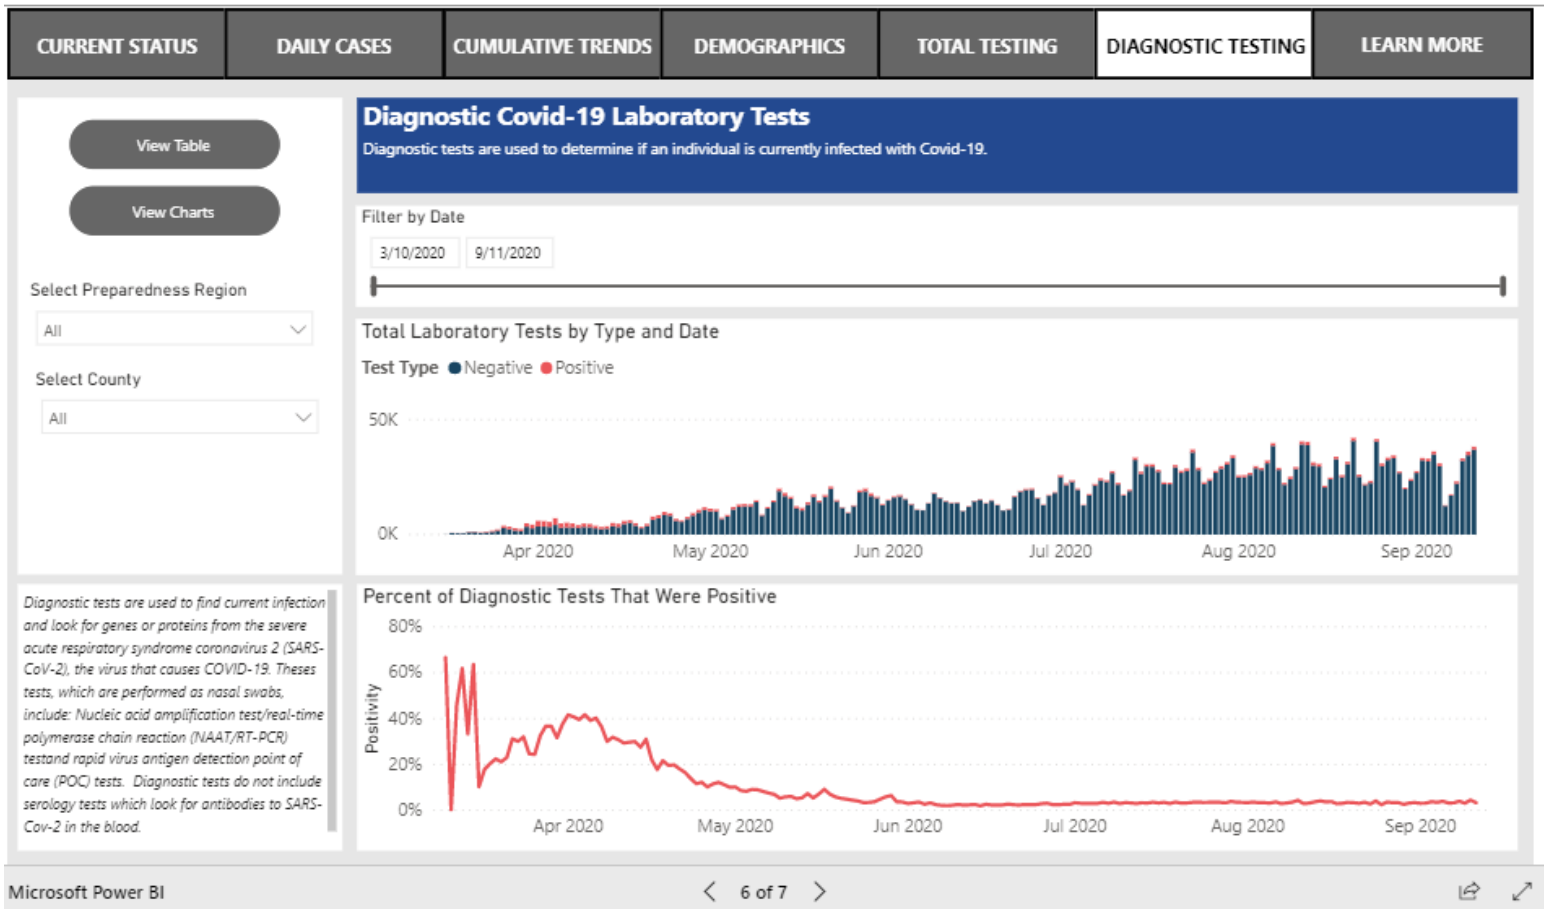 CURRENT STATUS
DAILY CASES
CUMULATIVE TRENDS
DEMOGRAPHICS
TOTAL TESTING
DIAGNOSTIC TESTING
LEARN MORE
View Table
View Charts
Select Preparedness Region
All
Select County
All
Diagnostic tests are used to find current infection
and look for genes or proteins from the severe
acute respiratory syndrome coronavirus 2 (SARS-
CoV-2), the virus that causes COVID-19. Theses
tests, which are performed as nasal swabs,
include: Nucleic acid amplification test/real-time
polymerase chain reaction (NAAT/RT-PCR)
testand rapid virus antigen detection point of
care (POC) tests.  Diagnostic tests do not include
serology tests which look for antibodies to SARS-
Cov-2 in the blood.
Diagnostic Covid-19 Laboratory Tests
Diagnostic tests are used to determine if an individual is currently infected with Covid-19.
Filter by Date
3/10/2020
9/11/2020
Total Laboratory Tests by Type and Date
Test Type Negative Positive
50K
0K
Apr 2020 May 2020 Jun 2020 Jul 2020 Aug 2020 Sep 2020
Percent of Diagnostic Tests That Were Positive
Positivity
80%
60%
40%
20%
0%
Apr 2020 May 2020 Jun 2020 Jul 2020 Aug 2020 Sep 2020
Microsoft Power BI
6 of 7